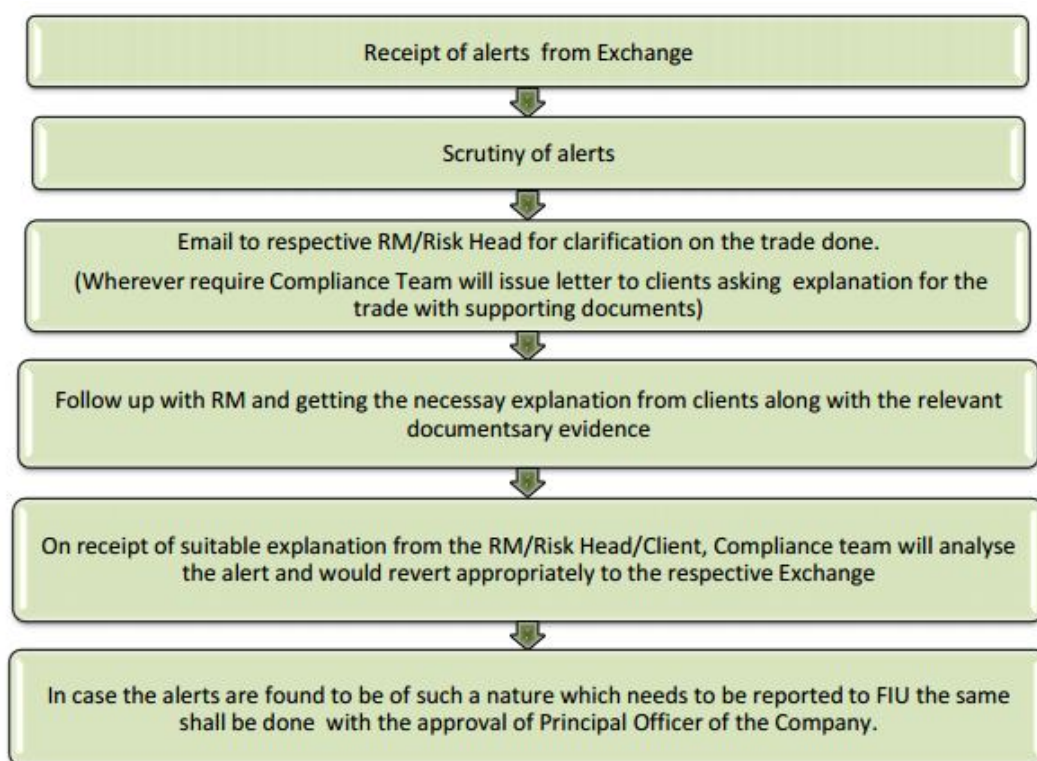 Receipt of alerts from Exchange
Scrutiny of alerts
Email to respective RM/Risk Head for clarification on the trade done.
(Wherever require Compliance Team will issue letter to clients asking explanation for the
trade with supporting documents)
Follow up with RM and getting the necessay explanation from clients along with the relevant
documentsary evidence
On receipt of suitable explanation from the RM/Risk Head/Client, Compliance team will analyse
the alert and would revert appropriately to the respective Exchange
In case the alerts are found to be of such a nature which needs to be reported to FIU the same
shall be done with the approval of Principal Officer of the Company.